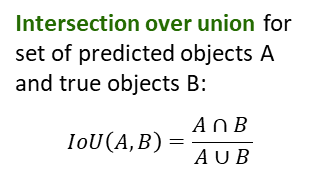 Intersection over union for
set of predicted objects A
and true objects B:
IoU(A, B) = A ∩ B / A ∪ B